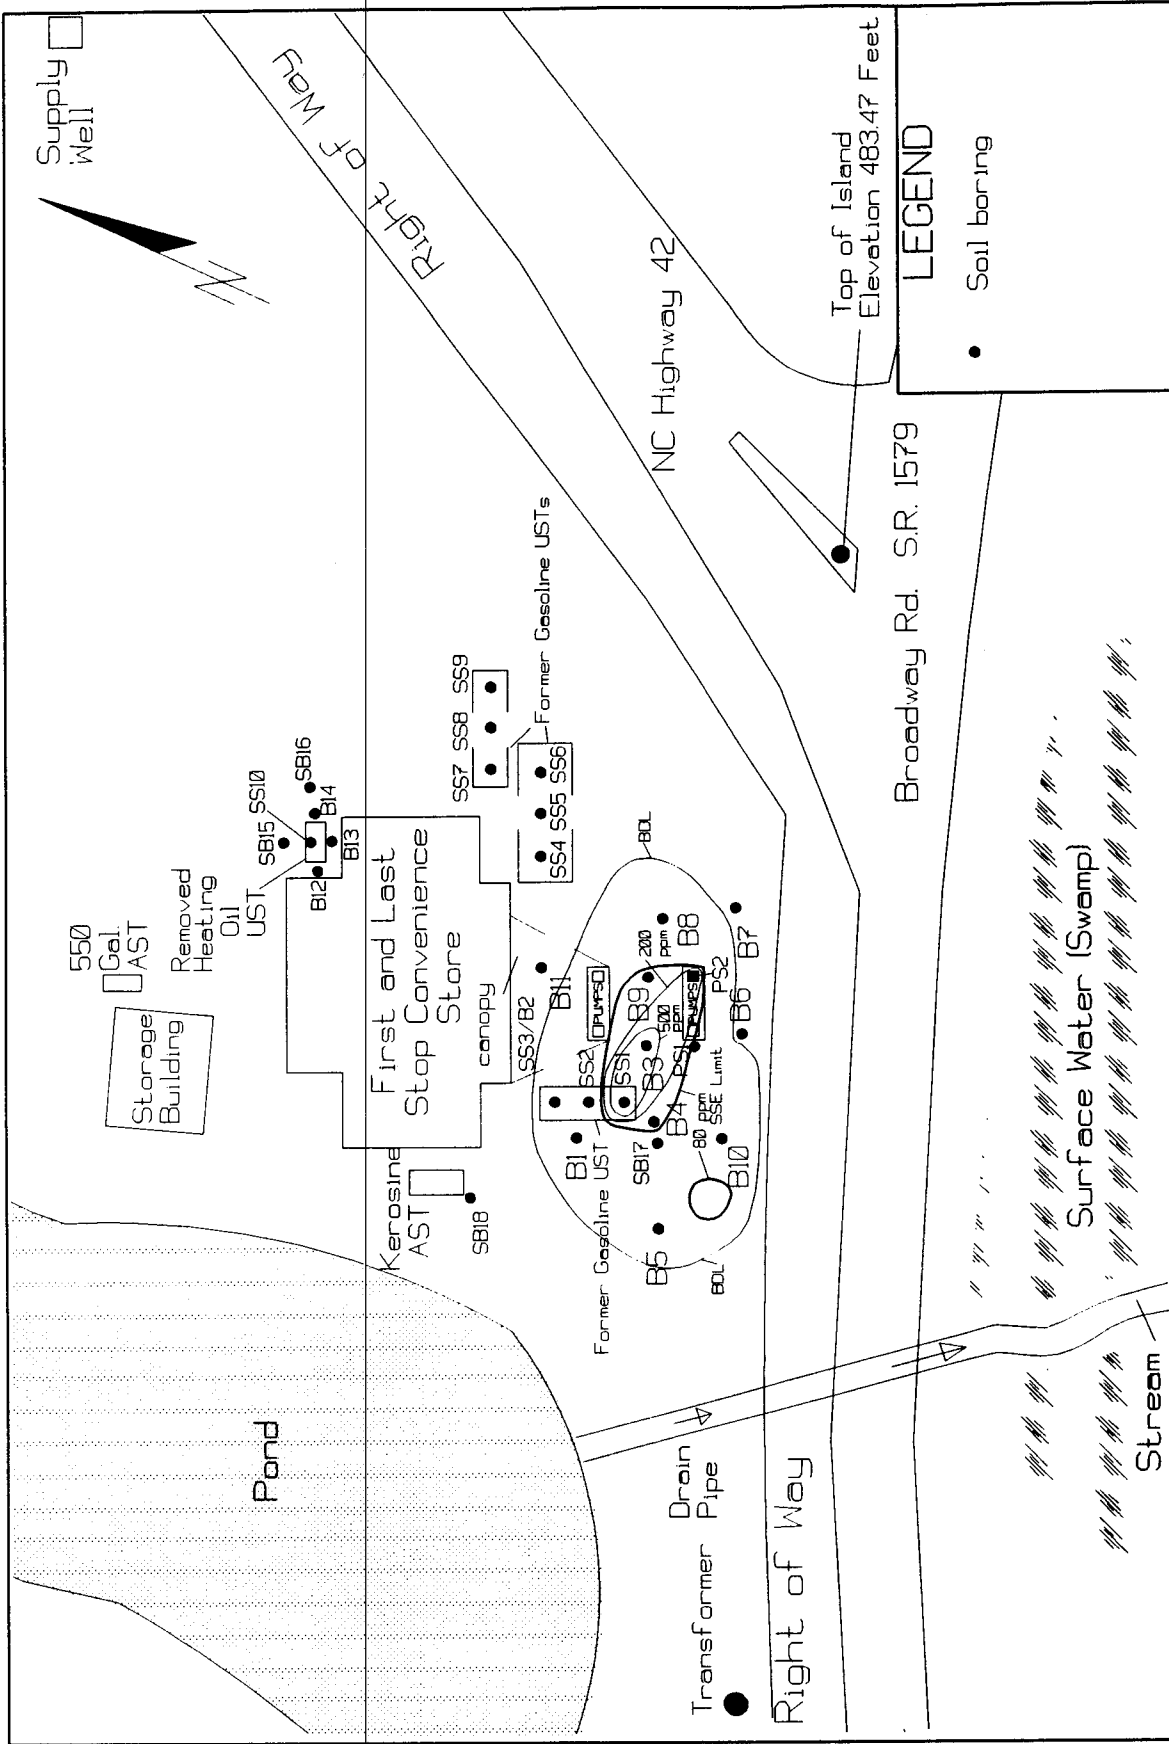 Supply
Well
Right of Way
NC Highway 42
Top of Island
Elevation 483.47 Feet
LEGEND
Soil boring
Broadway Rd. S.R. 1579
Former Gasoline USTs
SS7 SS8 SS9
SS4 SS5 SS6
SB15 SS10
SB16
B14
B13
B12
550
Gal.
AST
Removed
Heating
Oil
UST
Storage
Building
First and Last
Stop Convenience
Store
canopy
Kerosine
AST
SB18
SS3/B2
B11
PUMPS
SS2
SS1
B1
Former Gasoline UST
BDL
200
ppm
B8
B7
B9
500
ppm
B3
PUMPS
PS2
PS1
B6
B4
80 ppm
SSE Limit
SB17
B10
B5
BDL
Pond
Drain
Pipe
Transformer
Right of Way
Surface Water (Swamp)
Stream